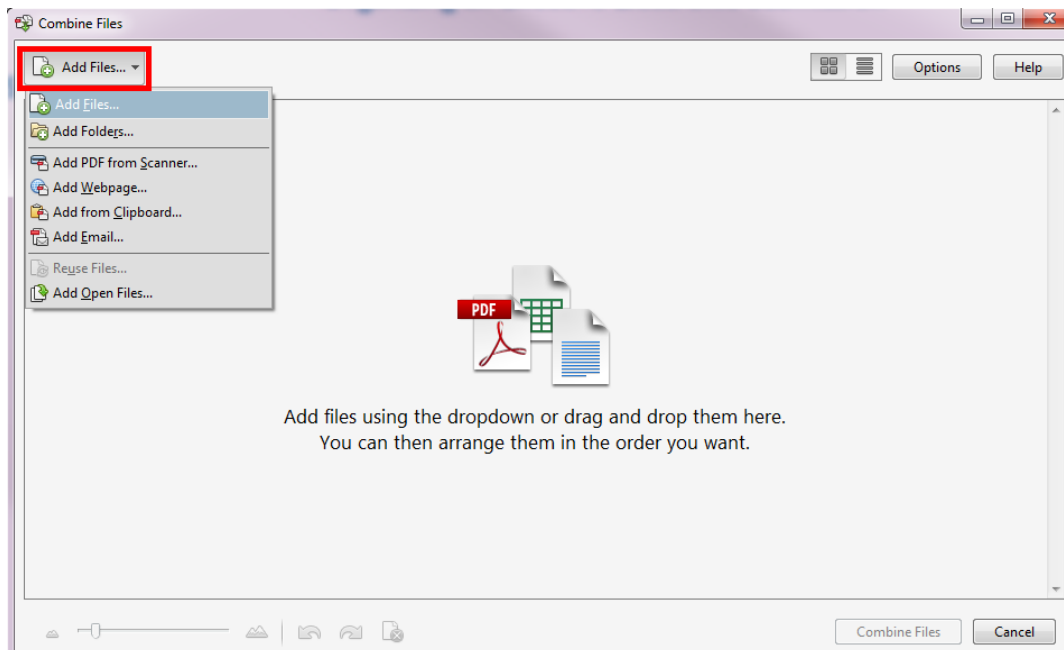 Combine Files
Add Files...
Options
Help
Add Files...
Add Folders...
Add PDF from Scanner...
Add Webpage...
Add from Clipboard...
Add Email...
Reuse Files...
Add Open Files...
PDF
Add files using the dropdown or drag and drop them here.
You can then arrange them in the order you want.
Combine Files
Cancel